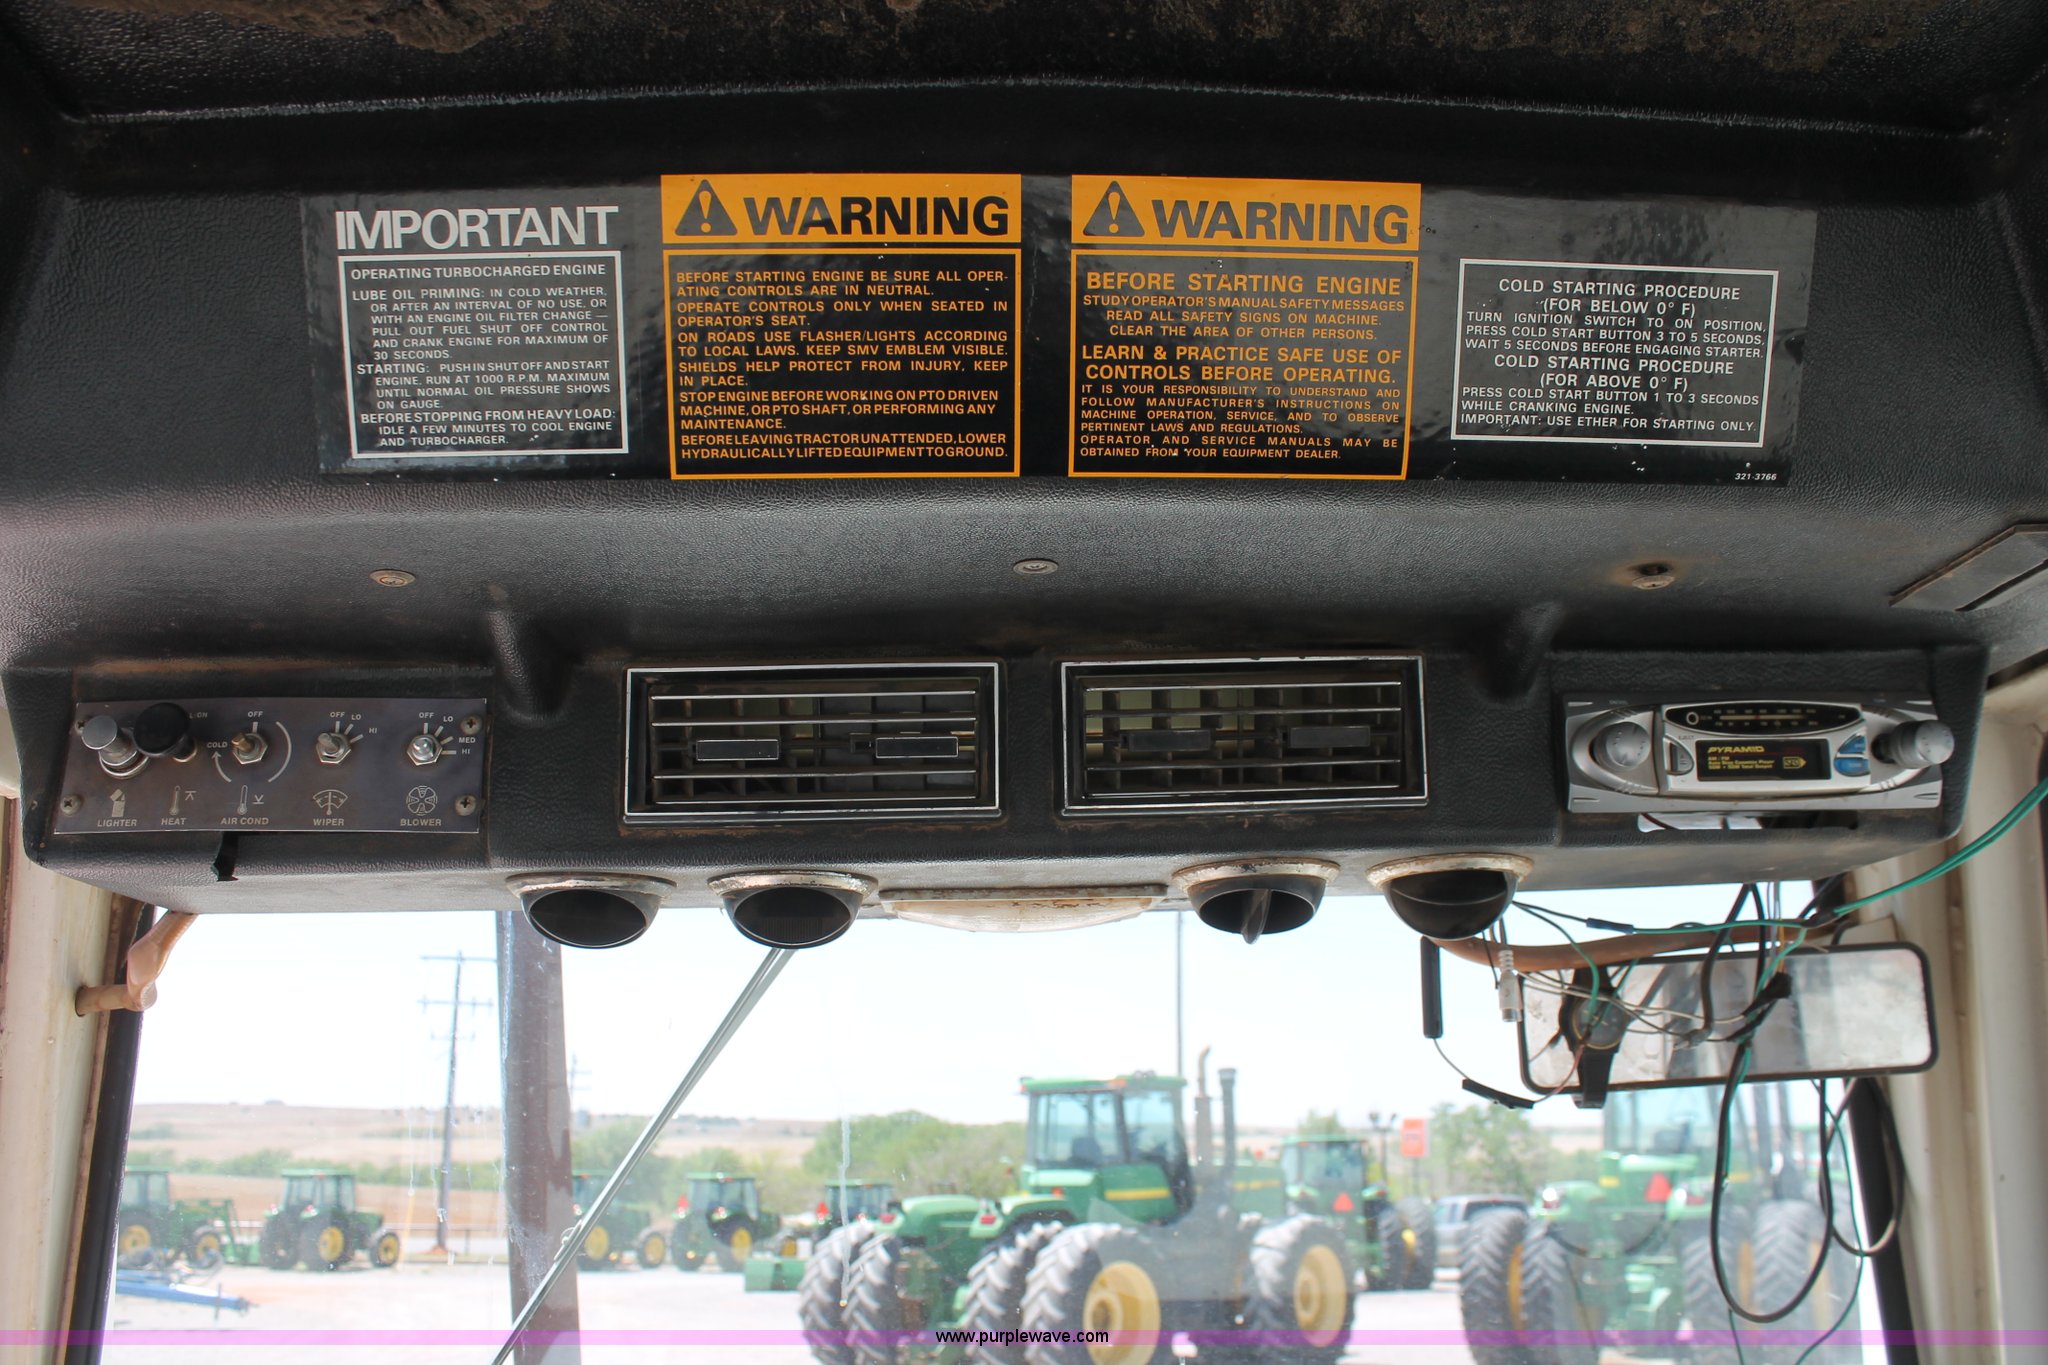 IMPORTANT
OPERATING TURBOCHARGED ENGINE
LUBE OIL PRIMING: IN COLD WEATHER,
OR AFTER AN INTERVAL OF NO USE, OR
WITH AN ENGINE OIL FILTER CHANGE —
PULL OUT FUEL SHUT OFF CONTROL
AND CRANK ENGINE FOR MAXIMUM OF
30 SECONDS.
STARTING: PUSH IN SHUT OFF AND START
ENGINE. RUN AT 1000 R.P.M. MAXIMUM
UNTIL NORMAL OIL PRESSURE SHOWS
ON GAUGE.
BEFORE STOPPING FROM HEAVY LOAD:
IDLE A FEW MINUTES TO COOL ENGINE
AND TURBOCHARGER.
WARNING
BEFORE STARTING ENGINE BE SURE ALL OPER-
ATING CONTROLS ARE IN NEUTRAL.
OPERATE CONTROLS ONLY WHEN SEATED IN
OPERATOR'S SEAT.
ON ROADS USE FLASHER/LIGHTS ACCORDING
TO LOCAL LAWS. KEEP SMV EMBLEM VISIBLE.
SHIELDS HELP PROTECT FROM INJURY, KEEP
IN PLACE.
STOP ENGINE BEFORE WORKING ON PTO DRIVEN
MACHINE, OR PTO SHAFT, OR PERFORMING ANY
MAINTENANCE.
BEFORE LEAVING TRACTOR UNATTENDED, LOWER
HYDRAULICALLY LIFTED EQUIPMENT TO GROUND.
WARNING
BEFORE STARTING ENGINE
STUDY OPERATOR'S MANUAL SAFETY MESSAGES
READ ALL SAFETY SIGNS ON MACHINE.
CLEAR THE AREA OF OTHER PERSONS.
LEARN & PRACTICE SAFE USE OF
CONTROLS BEFORE OPERATING.
IT IS YOUR RESPONSIBILITY TO UNDERSTAND AND
FOLLOW MANUFACTURER'S INSTRUCTIONS ON
MACHINE OPERATION, SERVICE, AND TO OBSERVE
PERTINENT LAWS AND REGULATIONS.
OPERATOR AND SERVICE MANUALS MAY BE
OBTAINED FROM YOUR EQUIPMENT DEALER.
COLD STARTING PROCEDURE
(FOR BELOW 0° F)
TURN IGNITION SWITCH TO ON POSITION,
PRESS COLD START BUTTON 3 TO 5 SECONDS,
WAIT 5 SECONDS BEFORE ENGAGING STARTER.
COLD STARTING PROCEDURE
(FOR ABOVE 0° F)
PRESS COLD START BUTTON 1 TO 3 SECONDS
WHILE CRANKING ENGINE.
IMPORTANT: USE ETHER FOR STARTING ONLY.
321-3766
OFF
COLD
OFF LO
HI
OFF LO
MED
HI
LIGHTER HEAT AIR COND WIPER BLOWER
PYRAMID
AM / FM
www.purplewave.com